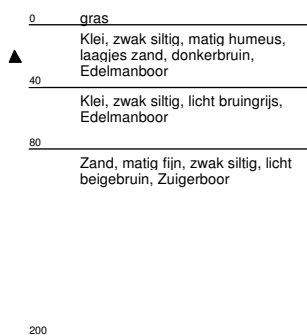 0 gras
Klei, zwak siltig, matig humeus,
laagjes zand, donkerbruin,
Edelmanboor
40
Klei, zwak siltig, licht bruingrijs,
Edelmanboor
80
Zand, matig fijn, zwak siltig, licht
beigebruin, Zuigerboor
200